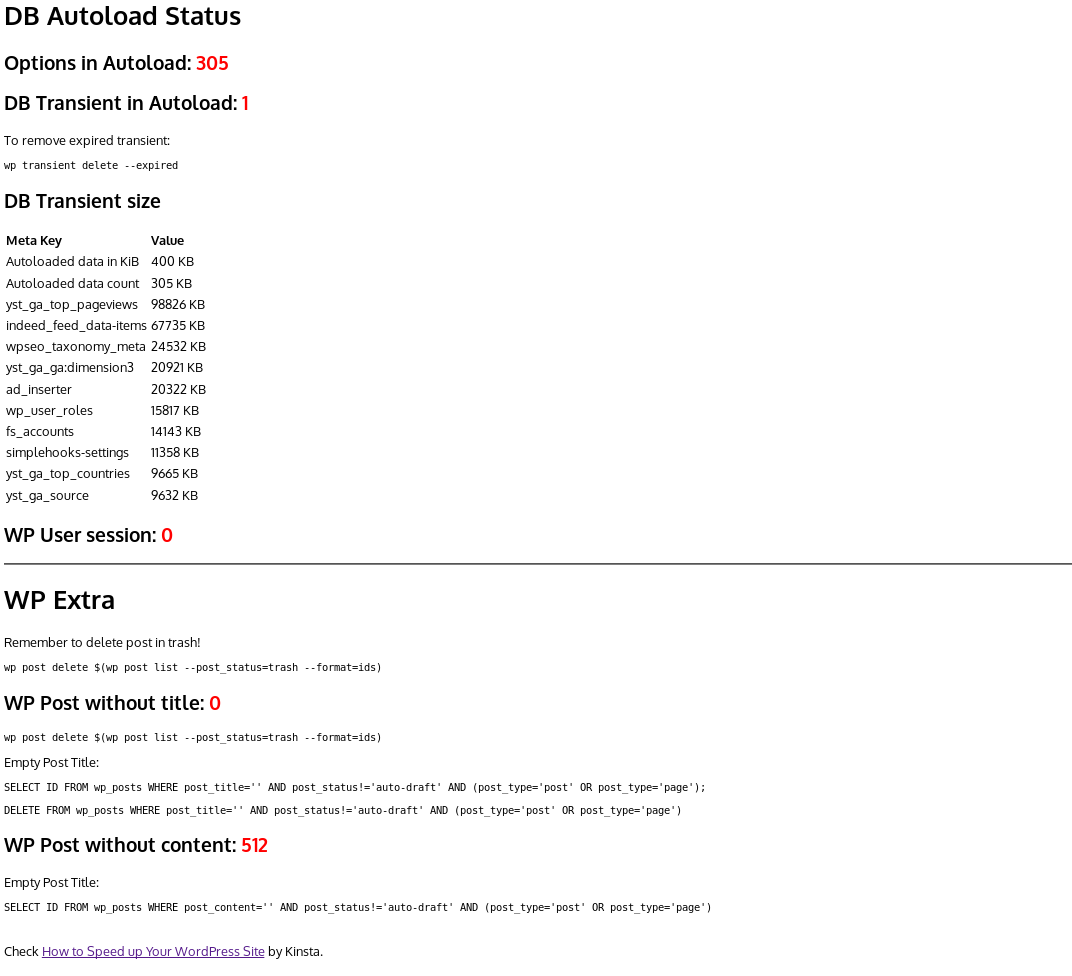 DB Autoload Status
Options in Autoload: 305
DB Transient in Autoload: 1
To remove expired transient:
wp transient delete --expired
DB Transient size
Meta Key Value
Autoloaded data in KiB 400 KB
Autoloaded data count 305 KB
yst_ga_top_pageviews 98826 KB
indeed_feed_data-items 67735 KB
wpseo_taxonomy_meta 24532 KB
yst_ga_ga:dimension3 20921 KB
ad_inserter 20322 KB
wp_user_roles 15817 KB
fs_accounts 14143 KB
simplehooks-settings 11358 KB
yst_ga_top_countries 9665 KB
yst_ga_source 9632 KB
WP User session: 0
WP Extra
Remember to delete post in trash!
wp post delete $(wp post list --post_status=trash --format=ids)
WP Post without title: 0
wp post delete $(wp post list --post_status=trash --format=ids)
Empty Post Title:
SELECT ID FROM wp_posts WHERE post_title='' AND post_status!='auto-draft' AND (post_type='post' OR post_type='page');
DELETE FROM wp_posts WHERE post_title='' AND post_status!='auto-draft' AND (post_type='post' OR post_type='page')
WP Post without content: 512
Empty Post Title:
SELECT ID FROM wp_posts WHERE post_content='' AND post_status!='auto-draft' AND (post_type='post' OR post_type='page')
Check How to Speed up Your WordPress Site by Kinsta.